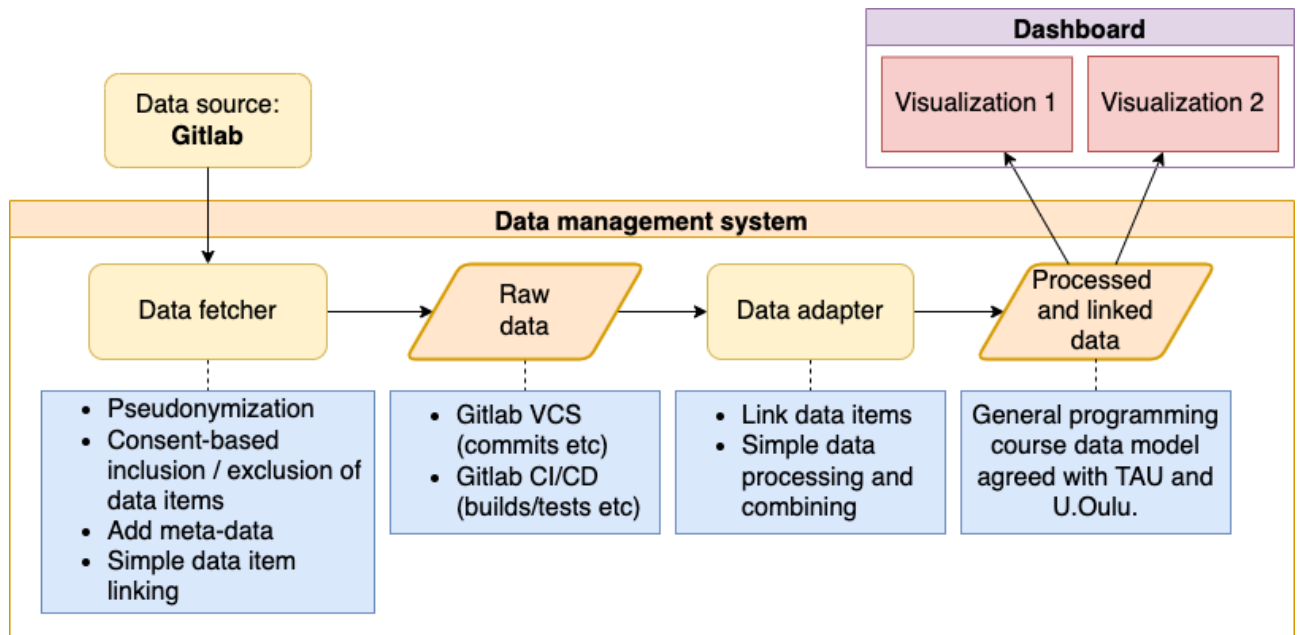 Dashboard
Visualization 1
Visualization 2
Data source:
Gitlab
Data management system
Data fetcher
Raw
data
Data adapter
Processed
and linked
data
• Pseudonymization
• Consent-based
inclusion / exclusion of
data items
• Add meta-data
• Simple data item
linking
• Gitlab VCS
(commits etc)
• Gitlab CI/CD
(builds/tests etc)
• Link data items
• Simple data
processing and
combining
General programming
course data model
agreed with TAU and
U.Oulu.